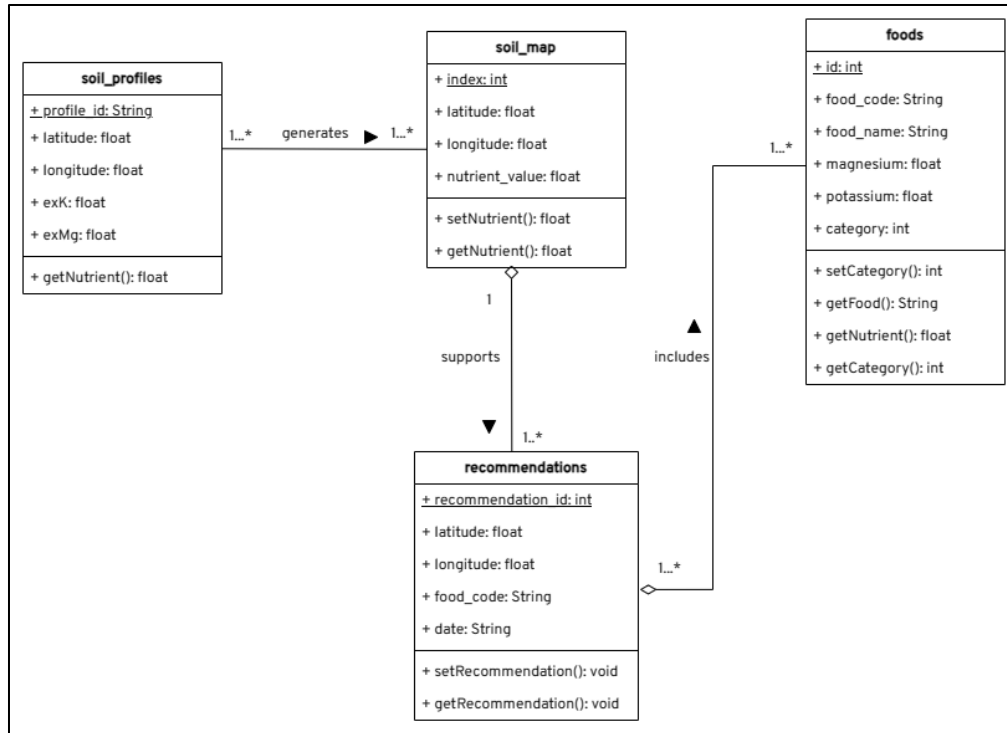 soil_profiles
+ profile_id: String
+ latitude: float
+ longitude: float
+ exK: float
+ exMg: float
+ getNutrient(): float
1...*
generates
1...*
soil_map
+ index: int
+ latitude: float
+ longitude: float
+ nutrient_value: float
+ setNutrient(): float
+ getNutrient(): float
1
supports
1..*
recommendations
+ recommendation_id: int
+ latitude: float
+ longitude: float
+ food_code: String
+ date: String
+ setRecommendation(): void
+ getRecommendation(): void
1...*
includes
1...*
foods
+ id: int
+ food_code: String
+ food_name: String
+ magnesium: float
+ potassium: float
+ category: int
+ setCategory(): int
+ getFood(): String
+ getNutrient(): float
+ getCategory(): int